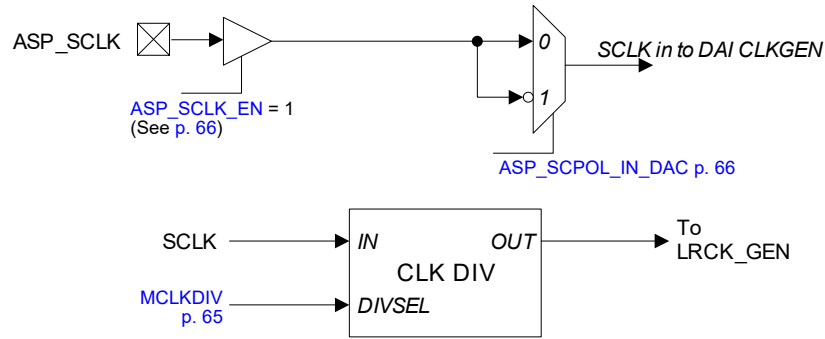 ASP_SCLK
0
SCLK in to DAI CLKGEN
1
ASP_SCLK_EN = 1
(See p. 66)
ASP_SCPOL_IN_DAC p. 66
SCLK
IN
OUT
To
LRCK_GEN
CLK DIV
MCLKDIV
p. 65
DIVSEL